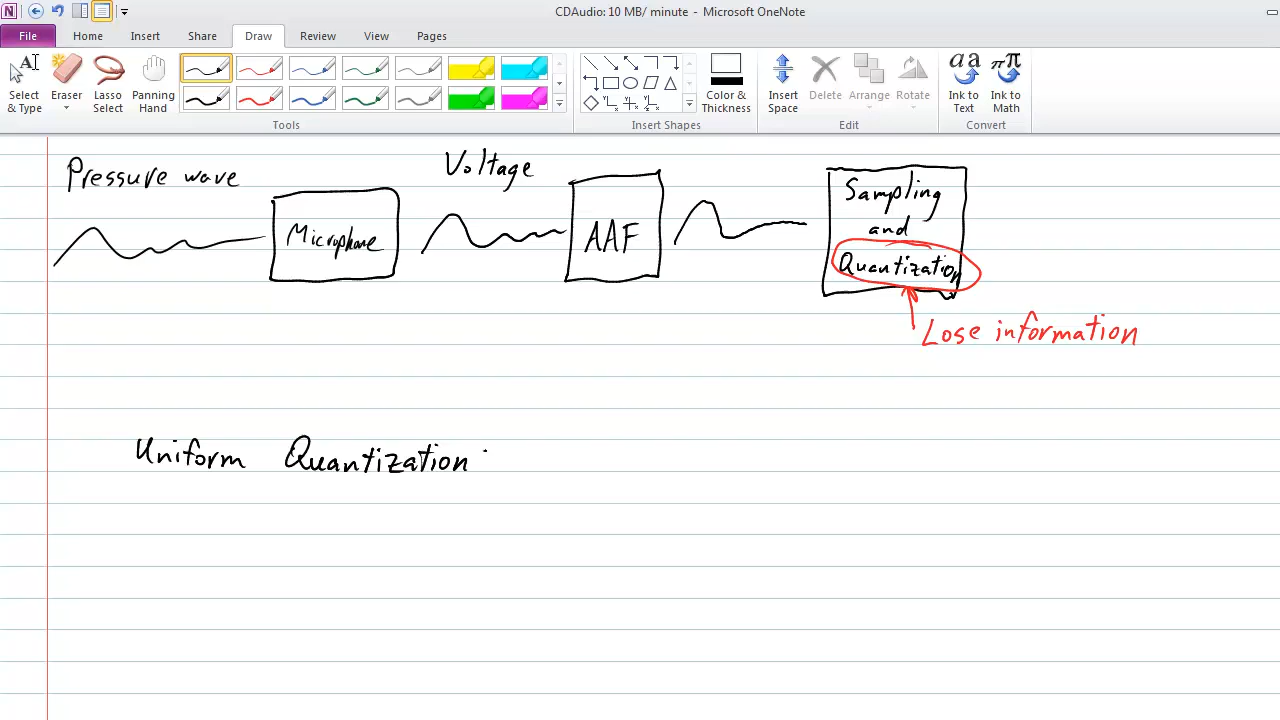 CDAudio: 10 MB/ minute - Microsoft OneNote
File Home Insert Share Draw Review View Pages
Select & Type Eraser Lasso Select Panning Hand Color & Thickness Insert Space Delete Arrange Rotate Ink to Text Ink to Math
Tools Insert Shapes Edit Convert
Pressure wave
Voltage
Microphone
AAF
Sampling
and
Quantization
Lose information
Uniform Quantization